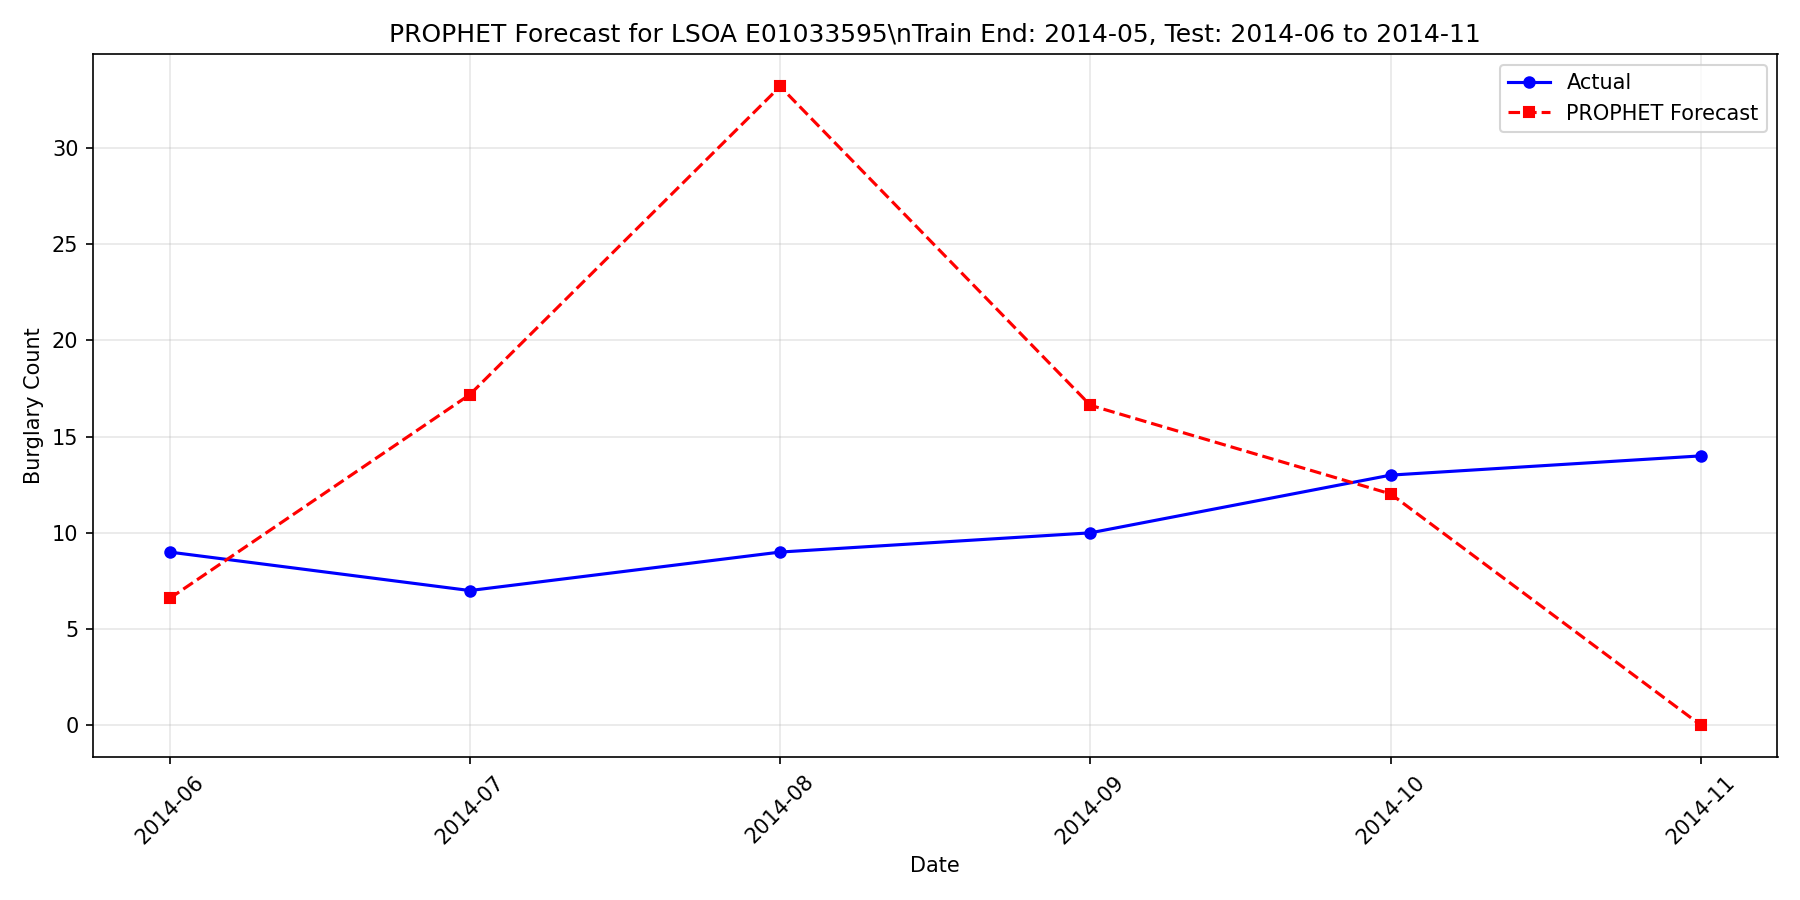 PROPHET Forecast for LSOA E01033595\nTrain End: 2014-05, Test: 2014-06 to 2014-11
Actual
PROPHET Forecast
Burglary Count
30
25
20
15
10
5
0
2014-06
2014-07
2014-08
2014-09
2014-10
2014-11
Date